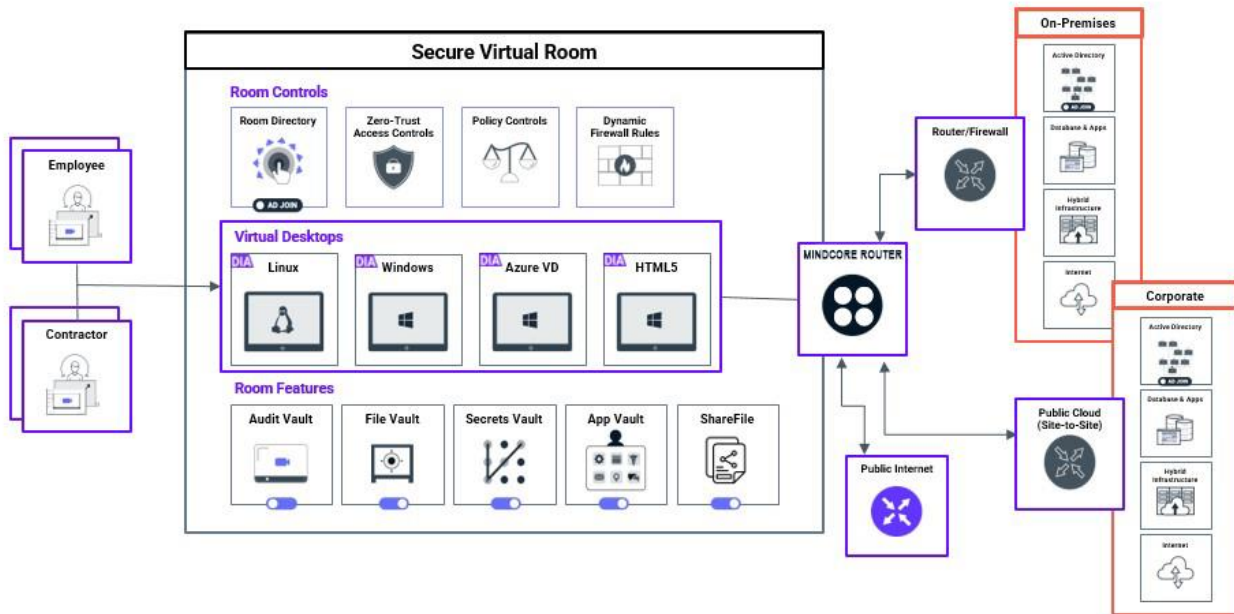 Secure Virtual Room
Room Controls
Room Directory
AD JOIN
Zero-Trust
Access Controls
Policy Controls
Dynamic
Firewall Rules
Employee
Contractor
Virtual Desktops
DIA
Linux
DIA
Windows
DIA
Azure VD
DIA
HTML5
Room Features
Audit Vault
File Vault
Secrets Vault
App Vault
ShareFile
MINDCORE ROUTER
Router/Firewall
Public Internet
Public Cloud
(Site-to-Site)
On-Premises
Active Directory
AD JOIN
Database & Apps
Hybrid
Infrastructure
Internet
Corporate
Active Directory
AD JOIN
Database & Apps
Hybrid
Infrastructure
Internet